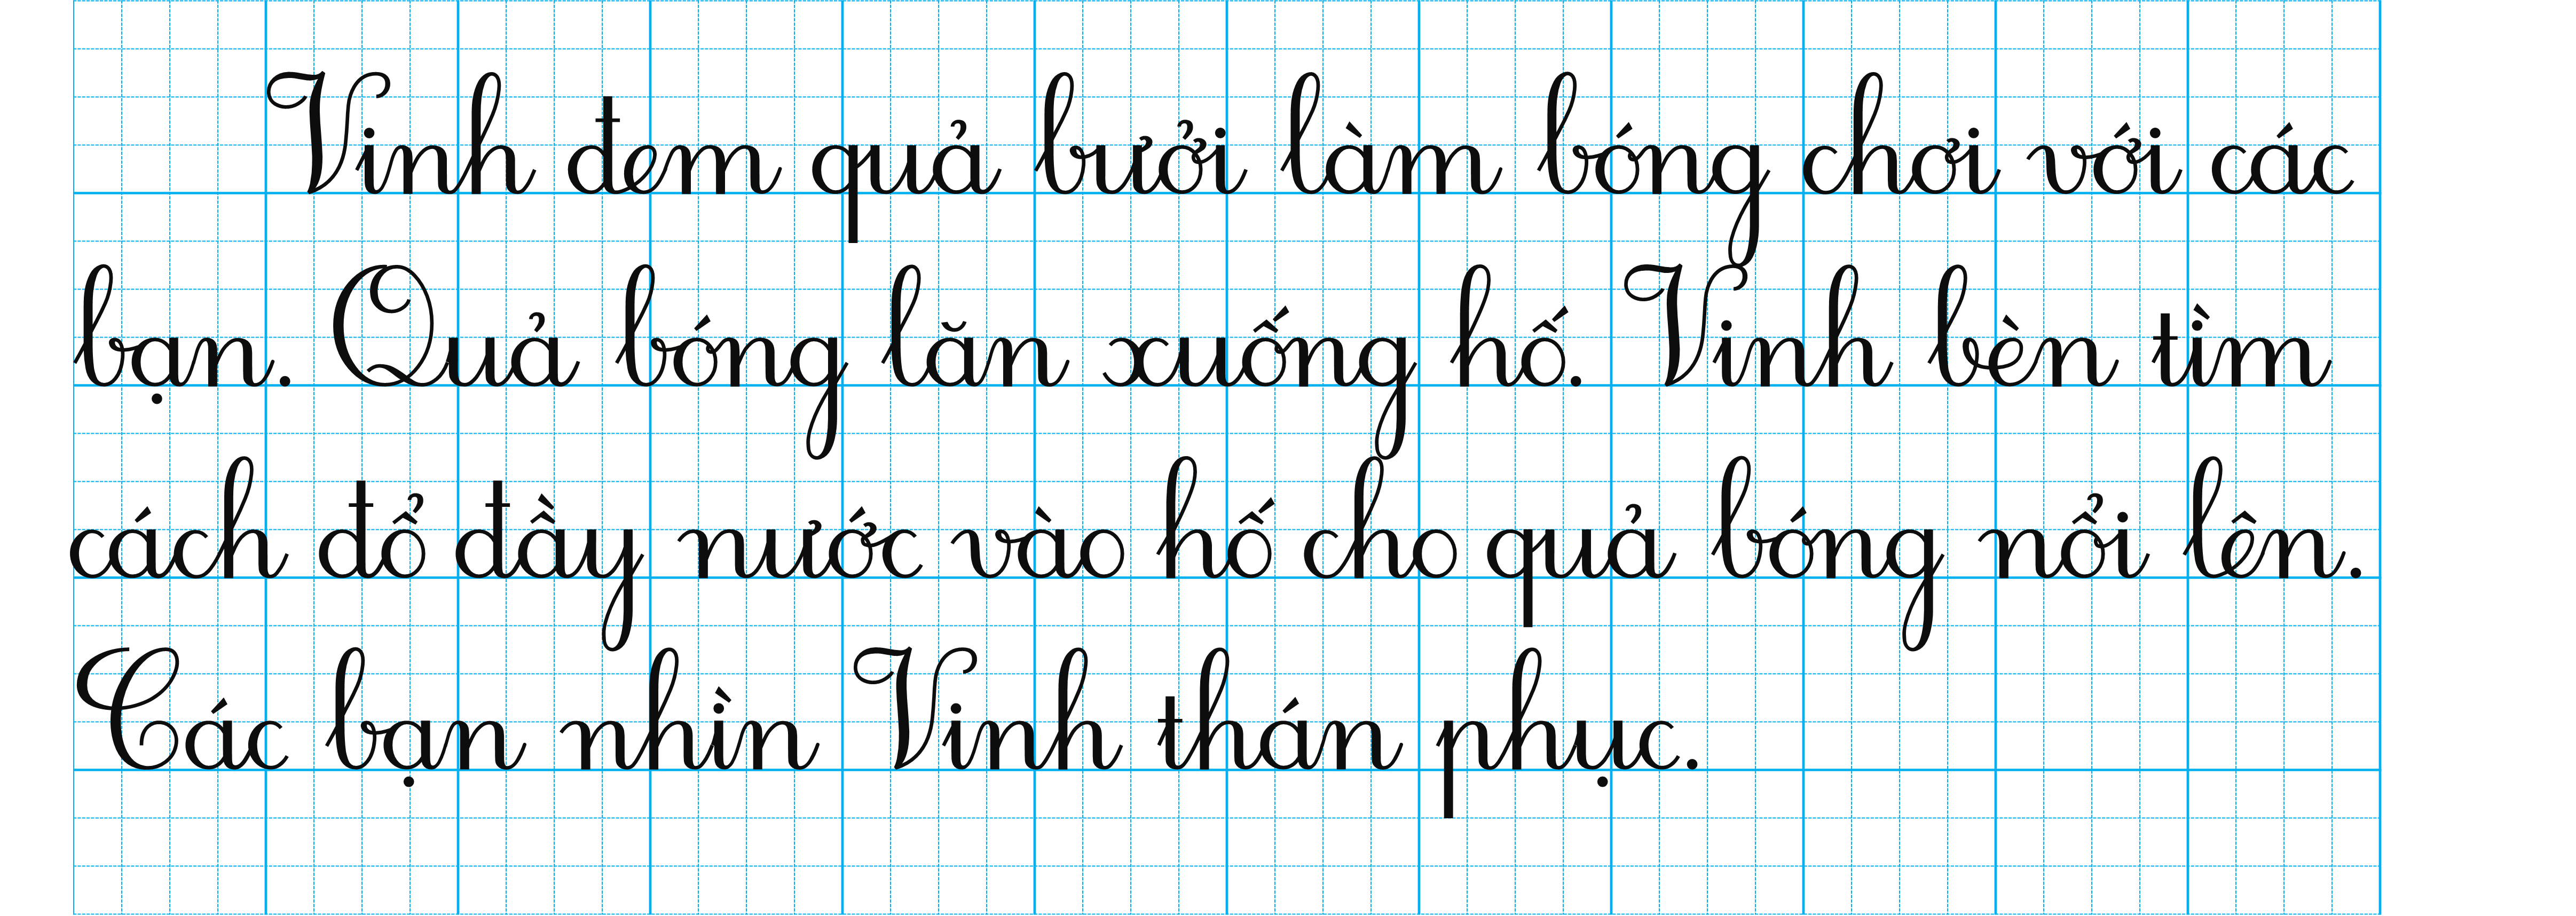 Vinh đem quả bưởi làm bóng chơi với các
bạn. Quả bóng lăn xuống hố. Vinh bèn tìm
cách đổ đầy nước vào hố cho quả bóng nổi lên.
Các bạn nhìn Vinh thán phục.